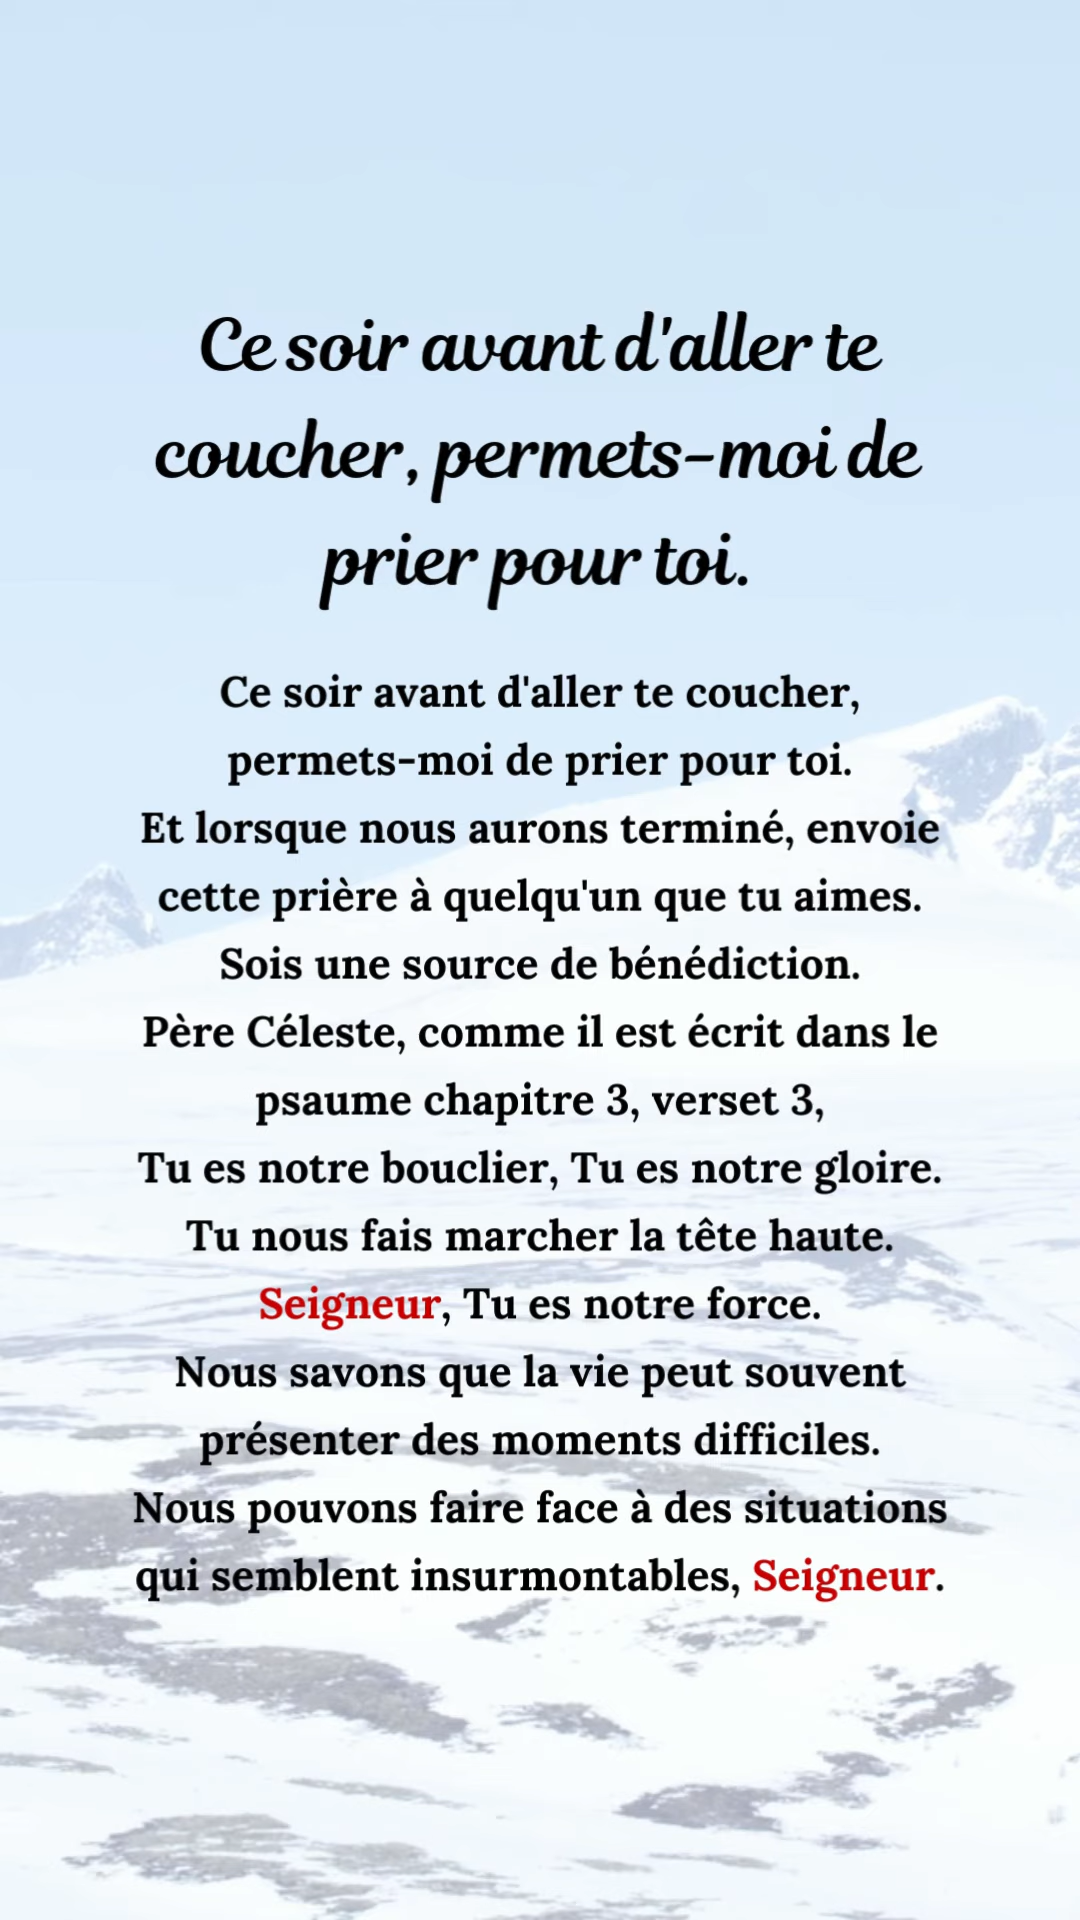 Ce soir avant d'aller te
coucher, permets-moi de
prier pour toi.
Ce soir avant d'aller te coucher,
permets-moi de prier pour toi.
Et lorsque nous aurons terminé, envoie
cette prière à quelqu'un que tu aimes.
Sois une source de bénédiction.
Père Céleste, comme il est écrit dans le
psaume chapitre 3, verset 3,
Tu es notre bouclier, Tu es notre gloire.
Tu nous fais marcher la tête haute.
Seigneur, Tu es notre force.
Nous savons que la vie peut souvent
présenter des moments difficiles.
Nous pouvons faire face à des situations
qui semblent insurmontables, Seigneur.